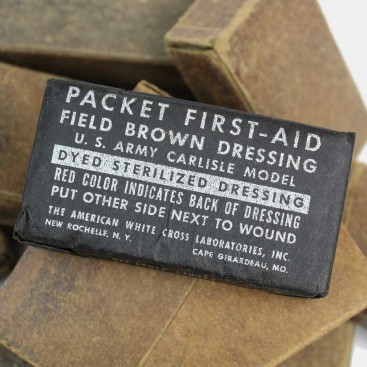 PACKET FIRST-AID
FIELD BROWN DRESSING
U. S. ARMY CARLISLE MODEL
DYED STERILIZED DRESSING
RED COLOR INDICATES BACK OF DRESSING
PUT OTHER SIDE NEXT TO WOUND
THE AMERICAN WHITE CROSS LABORATORIES, INC.
NEW ROCHELLE, N. Y.
CAPE GIRARDEAU, MO.